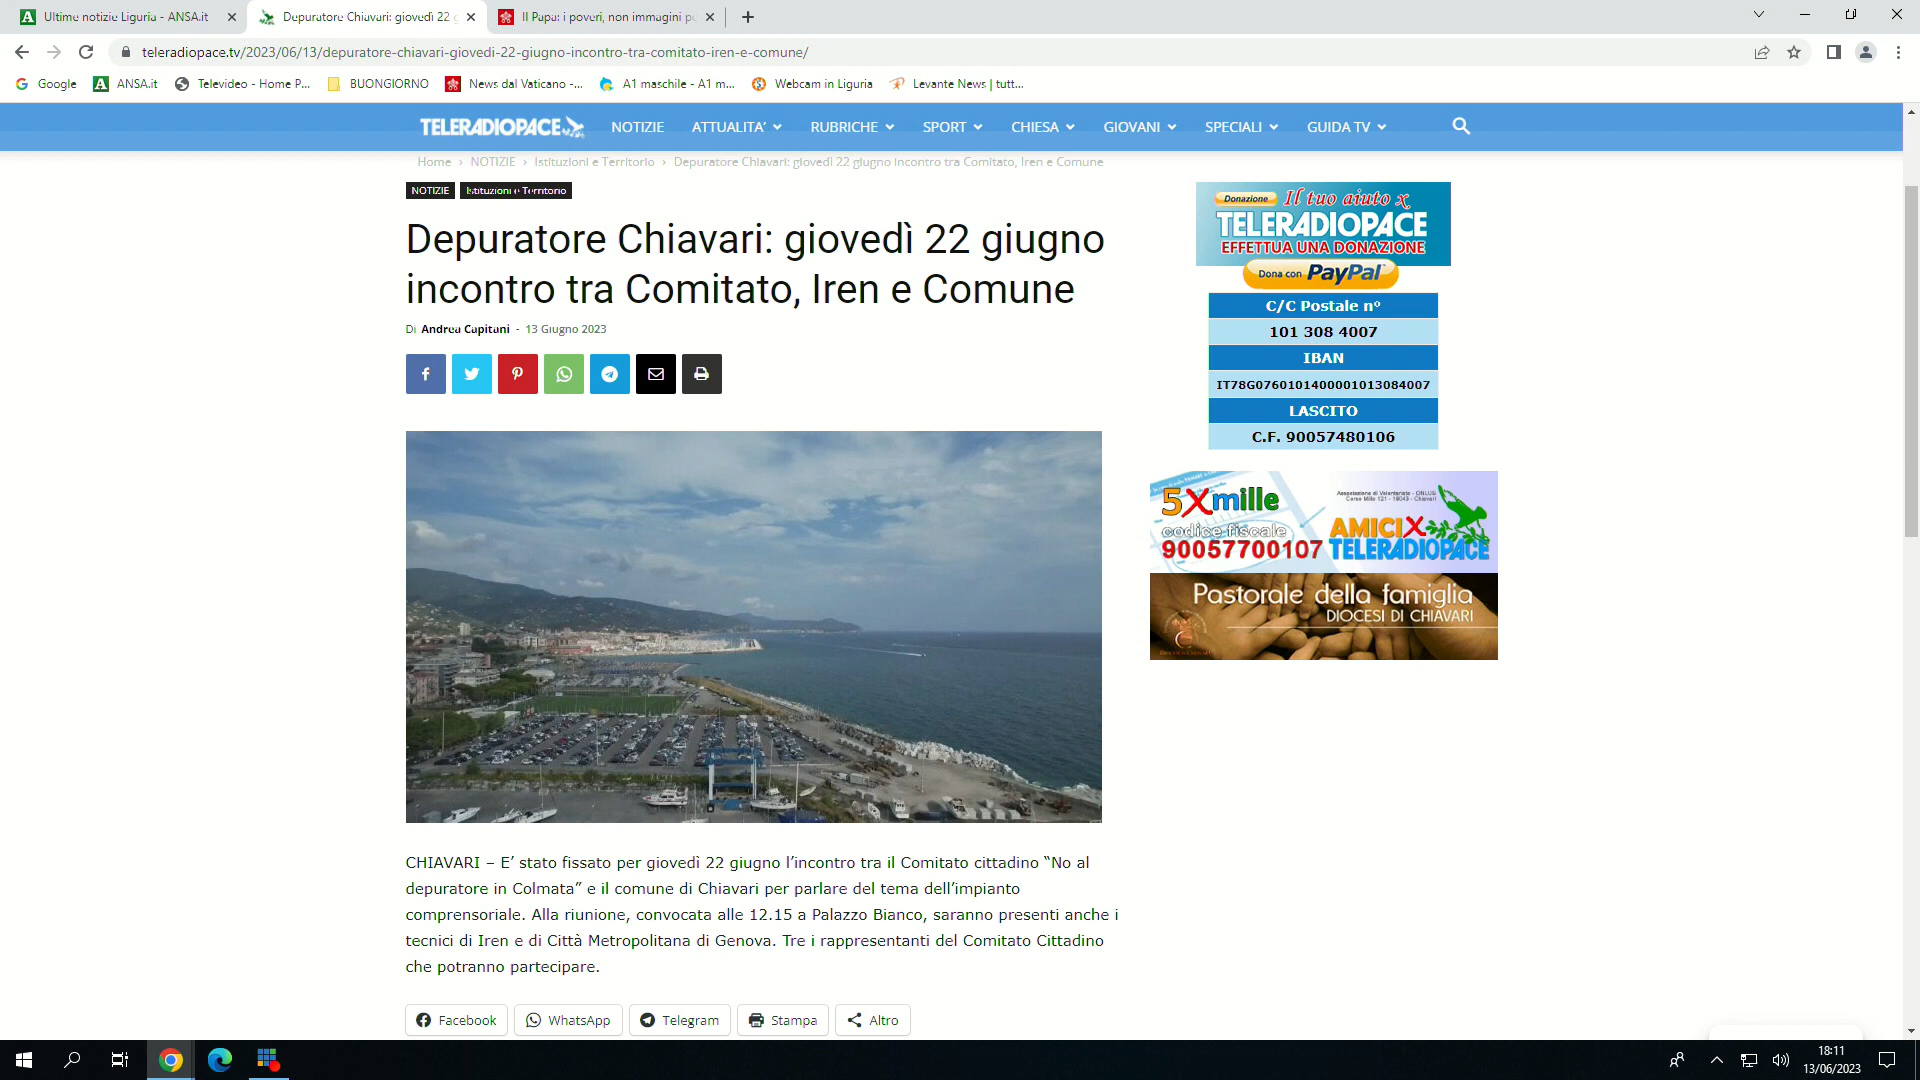 Ultime notizie Liguria - ANSA.it
Depuratore Chiavari: giovedì 22 g
Il Papa: i poveri, non immagini pe
teleradiopace.tv/2023/06/13/depuratore-chiavari-giovedi-22-giugno-incontro-tra-comitato-iren-e-comune/
Google ANSA.it Televideo - Home P... BUONGIORNO News dal Vaticano -... A1 maschile - A1 m... Webcam in Liguria Levante News | tutt...
TELERADIOPACE NOTIZIE ATTUALITA' RUBRICHE SPORT CHIESA GIOVANI SPECIALI GUIDA TV
Home › NOTIZIE › Istituzioni e Territorio › Depuratore Chiavari: giovedì 22 giugno incontro tra Comitato, Iren e Comune
NOTIZIE Istituzioni e Territorio
Depuratore Chiavari: giovedì 22 giugno
incontro tra Comitato, Iren e Comune
Di Andrea Capitani - 13 Giugno 2023
CHIAVARI – E’ stato fissato per giovedì 22 giugno l’incontro tra il Comitato cittadino “No al
depuratore in Colmata” e il comune di Chiavari per parlare del tema dell’impianto
comprensoriale. Alla riunione, convocata alle 12.15 a Palazzo Bianco, saranno presenti anche i
tecnici di Iren e di Città Metropolitana di Genova. Tre i rappresentanti del Comitato Cittadino
che potranno partecipare.
Facebook WhatsApp Telegram Stampa Altro
Donazione Il tuo aiuto x
TELERADIOPACE
EFFETTUA UNA DONAZIONE
Dona con PayPal
C/C Postale nº
101 308 4007
IBAN
IT78G0760101400001013084007
LASCITO
C.F. 90057480106
5Xmille
codice fiscale
90057700107
Associazione di Volontariato - ONLUS
AMICI X
TELERADIOPACE
Pastorale della famiglia
DIOCESI DI CHIAVARI
18:11
13/06/2023